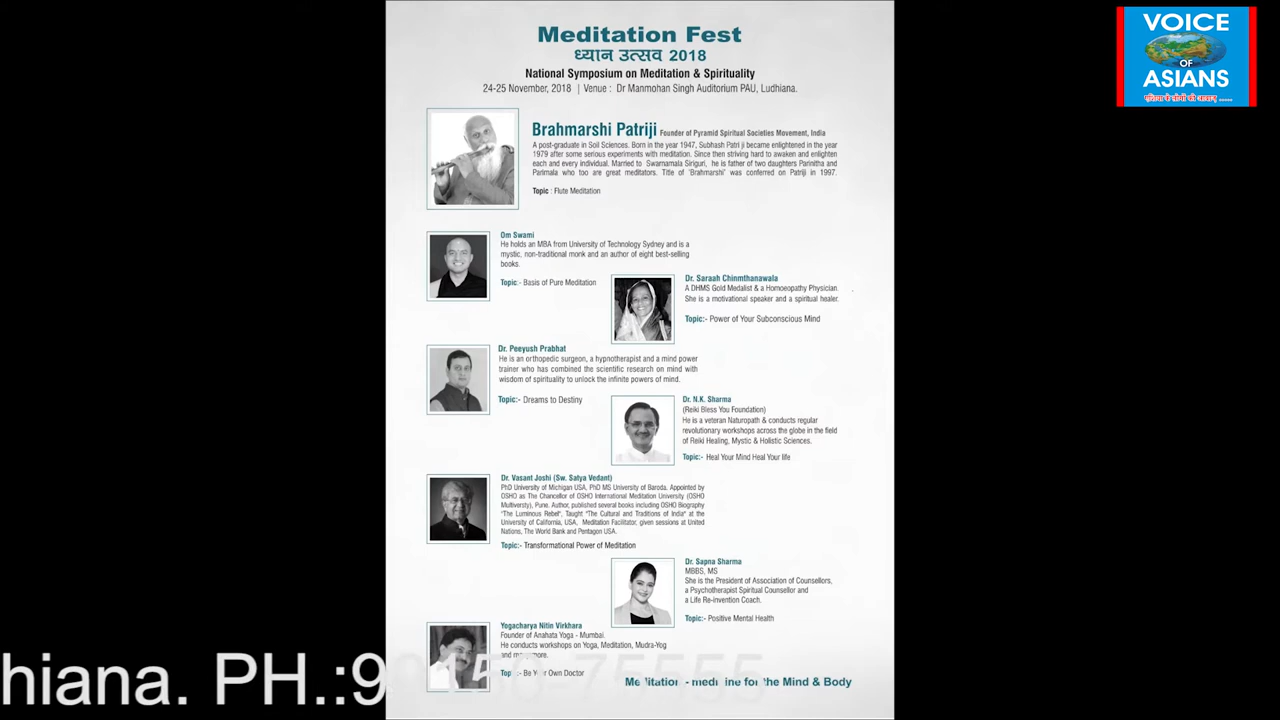 Meditation Fest
ध्यान उत्सव 2018
National Symposium on Meditation & Spirituality
24-25 November, 2018 | Venue : Dr Manmohan Singh Auditorium PAU, Ludhiana.
VOICE
OF
ASIANS
एशिया के लोगों की आवाज़ .....
Brahmarshi Patriji Founder of Pyramid Spiritual Societies Movement, India
A post-graduate in Soil Sciences. Born in the year 1947, Subhash Patri ji became enlightened in the year
1979 after some serious experiments with meditation. Since then striving hard to awaken and enlighten
each and every individual. Married to Swarnamala Siriguri, he is father of two daughters Parinitha and
Parimala who too are great meditators. Title of 'Brahmarshi' was conferred on Patriji in 1997.
Topic : Flute Meditation
Om Swami
He holds an MBA from University of Technology Sydney and is a
mystic, non-traditional monk and an author of eight best-selling
books.
Topic:- Basis of Pure Meditation
Dr. Saraah Chinmthanawala
A DHMS Gold Medalist & a Homoeopathy Physician.
She is a motivational speaker and a spiritual healer.
Topic:- Power of Your Subconscious Mind
Dr. Peeyush Prabhat
He is an orthopedic surgeon, a hypnotherapist and a mind power
trainer who has combined the scientific research on mind with
wisdom of spirituality to unlock the infinite powers of mind.
Topic:- Dreams to Destiny
Dr. N.K. Sharma
(Reiki Bless You Foundation)
He is a veteran Naturopath & conducts regular
revolutionary workshops across the globe in the field
of Reiki Healing, Mystic & Holistic Sciences.
Topic:- Heal Your Mind Heal Your life
Dr. Vasant Joshi (Sw. Satya Vedant)
PhD University of Michigan USA, PhD MS University of Baroda. Appointed by
OSHO as The Chancellor of OSHO International Meditation University (OSHO
Multiversty), Pune. Author, published several books including OSHO Biography
"The Luminous Rebel", Taught "The Cultural and Traditions of India" at the
University of California, USA, Meditation Facilitator, given sessions at United
Nations, The World Bank and Pentagon USA.
Topic:- Transformational Power of Meditation
Dr. Sapna Sharma
MBBS, MS
She is the President of Association of Counsellors,
a Psychotherapist Spiritual Counsellor and
a Life Re-invention Coach.
Topic:- Positive Mental Health
Yogacharya Nitin Virkhara
Founder of Anahata Yoga - Mumbai.
He conducts workshops on Yoga, Meditation, Mudra-Yog
and more.
Topic:- Be Your Own Doctor
Meditation - medicine for the Mind & Body
hiana. PH.:9